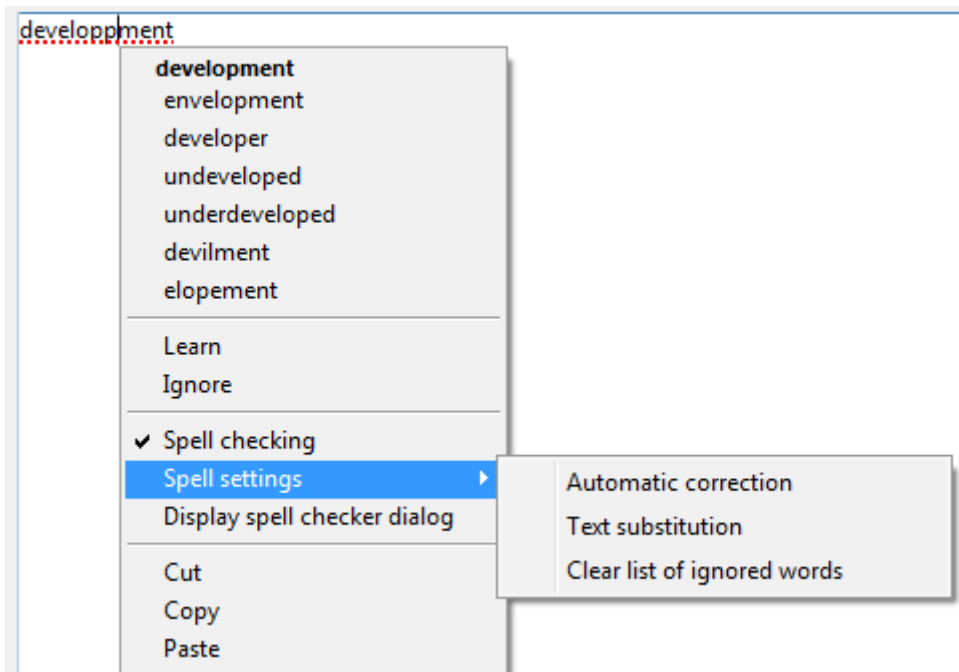 developpment
development
envelopment
developer
undeveloped
underdeveloped
devilment
elopement
Learn
Ignore
Spell checking
Spell settings
Display spell checker dialog
Cut
Copy
Paste
Automatic correction
Text substitution
Clear list of ignored words